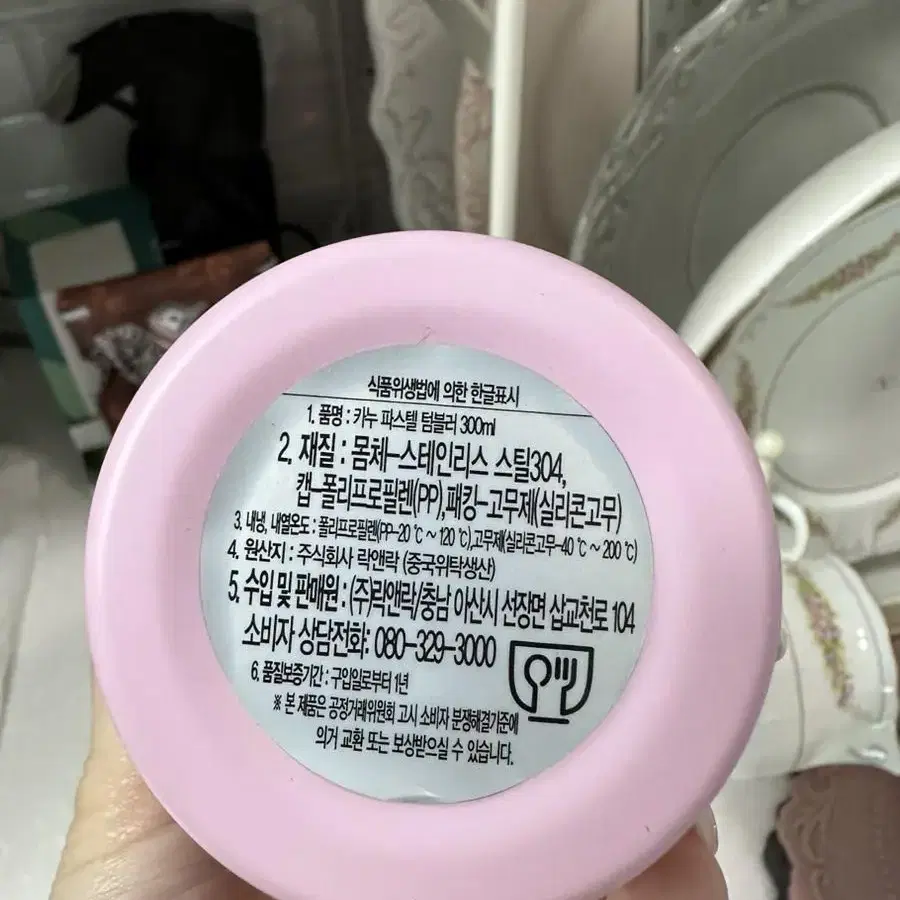 식품위생법에 의한 한글표시
1. 품명 : 카누 파스텔 텀블러 300ml
2. 재질 : 몸체-스테인리스 스틸304,
캡-폴리프로필렌(PP),패킹-고무제(실리콘고무)
3. 내냉, 내열온도 : 폴리프로필렌(PP-20℃~120℃),고무제(실리콘고무-40℃~200℃)
4. 원산지 : 주식회사 락앤락 (중국위탁생산)
5. 수입 및 판매원 : (주)락앤락/충남 아산시 선장면 삽교천로 104
소비자 상담전화: 080-329-3000
6. 품질보증기간 : 구입일로부터 1년
※ 본 제품은 공정거래위원회 고시 소비자 분쟁해결기준에
의거 교환 또는 보상받으실 수 있습니다.